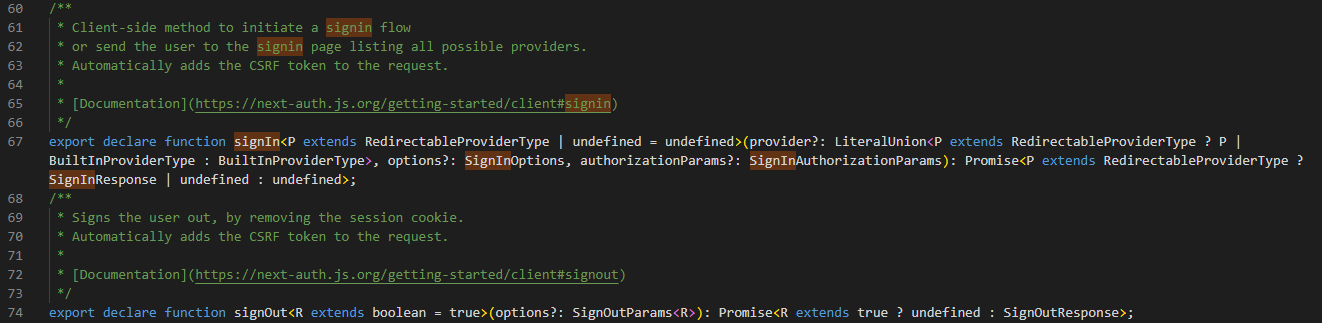 60 /**
61 * Client-side method to initiate a signin flow
62 * or send the user to the signin page listing all possible providers.
63 * Automatically adds the CSRF token to the request.
64 *
65 * [Documentation](https://next-auth.js.org/getting-started/client#signin)
66 */
67 export declare function signIn<P extends RedirectableProviderType | undefined = undefined>(provider?: LiteralUnion<P extends RedirectableProviderType ? P |
BuiltInProviderType : BuiltInProviderType>, options?: SignInOptions, authorizationParams?: SignInAuthorizationParams): Promise<P extends RedirectableProviderType ?
SignInResponse | undefined : undefined>;
68 /**
69 * Signs the user out, by removing the session cookie.
70 * Automatically adds the CSRF token to the request.
71 *
72 * [Documentation](https://next-auth.js.org/getting-started/client#signout)
73 */
74 export declare function signOut<R extends boolean = true>(options?: SignOutParams<R>): Promise<R extends true ? undefined : SignOutResponse>;